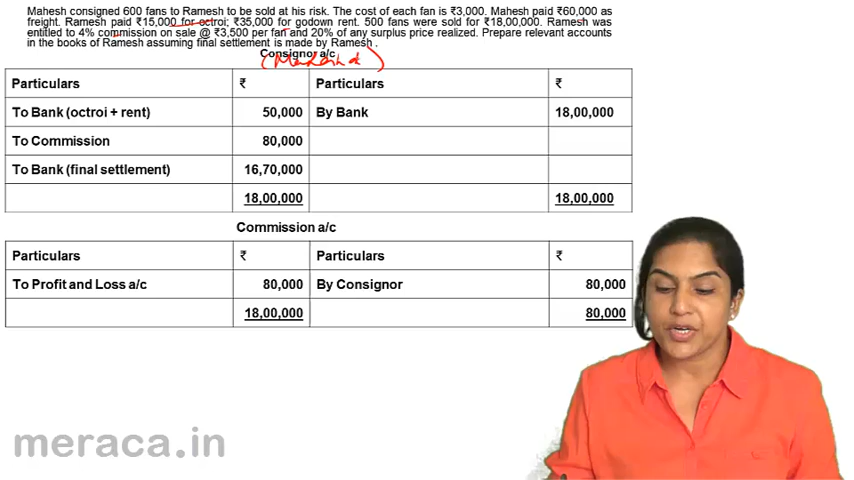 Mahesh consigned 600 fans to Ramesh to be sold at his risk. The cost of each fan is ₹3,000. Mahesh paid ₹60,000 as
freight. Ramesh paid ₹15,000 for octroi; ₹35,000 for godown rent. 500 fans were sold for ₹18,00,000. Ramesh was
entitled to 4% commission on sale @ ₹3,500 per fan and 20% of any surplus price realized. Prepare relevant accounts
in the books of Ramesh assuming final settlement is made by Ramesh.
Consignor a/c
Particulars ₹ Particulars ₹
To Bank (octroi + rent) 50,000 By Bank 18,00,000
To Commission 80,000
To Bank (final settlement) 16,70,000
18,00,000 18,00,000
Commission a/c
Particulars ₹ Particulars ₹
To Profit and Loss a/c 80,000 By Consignor 80,000
18,00,000 80,000
meraca.in